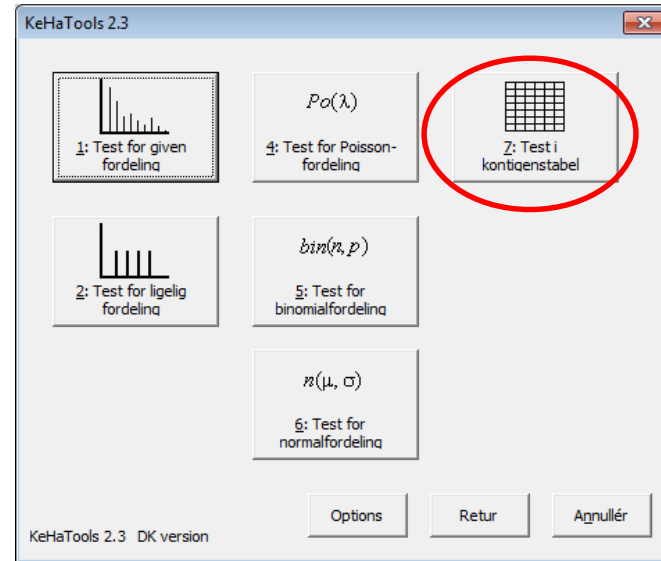 KeHaTools 2.3
1: Test for given
fordeling
Po(λ)
4: Test for Poisson-
fordeling
7: Test i
kontigenstabel
2: Test for ligelig
fordeling
bin(n, p)
5: Test for
binomialfordeling
n(μ, σ)
6: Test for
normalfordeling
Options
Retur
Annullér
KeHaTools 2.3 DK version